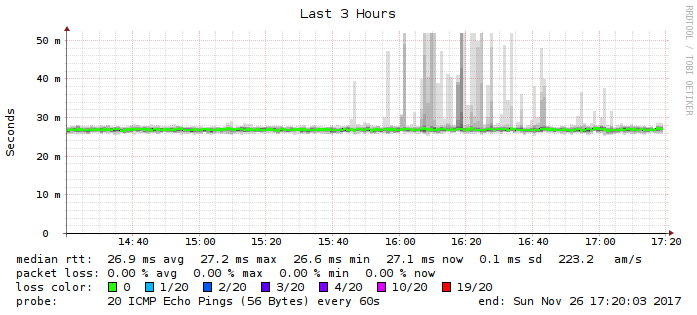 Last 3 Hours
RRDTOOL / TOBI OETIKER
Seconds
50 m
40 m
30 m
20 m
10 m
0
14:40 15:00 15:20 15:40 16:00 16:20 16:40 17:00 17:20
median rtt: 26.9 ms avg 27.2 ms max 26.6 ms min 27.1 ms now 0.1 ms sd 223.2 am/s
packet loss: 0.00 % avg 0.00 % max 0.00 % min 0.00 % now
loss color: 0 1/20 2/20 3/20 4/20 10/20 19/20
probe: 20 ICMP Echo Pings (56 Bytes) every 60s end: Sun Nov 26 17:20:03 2017